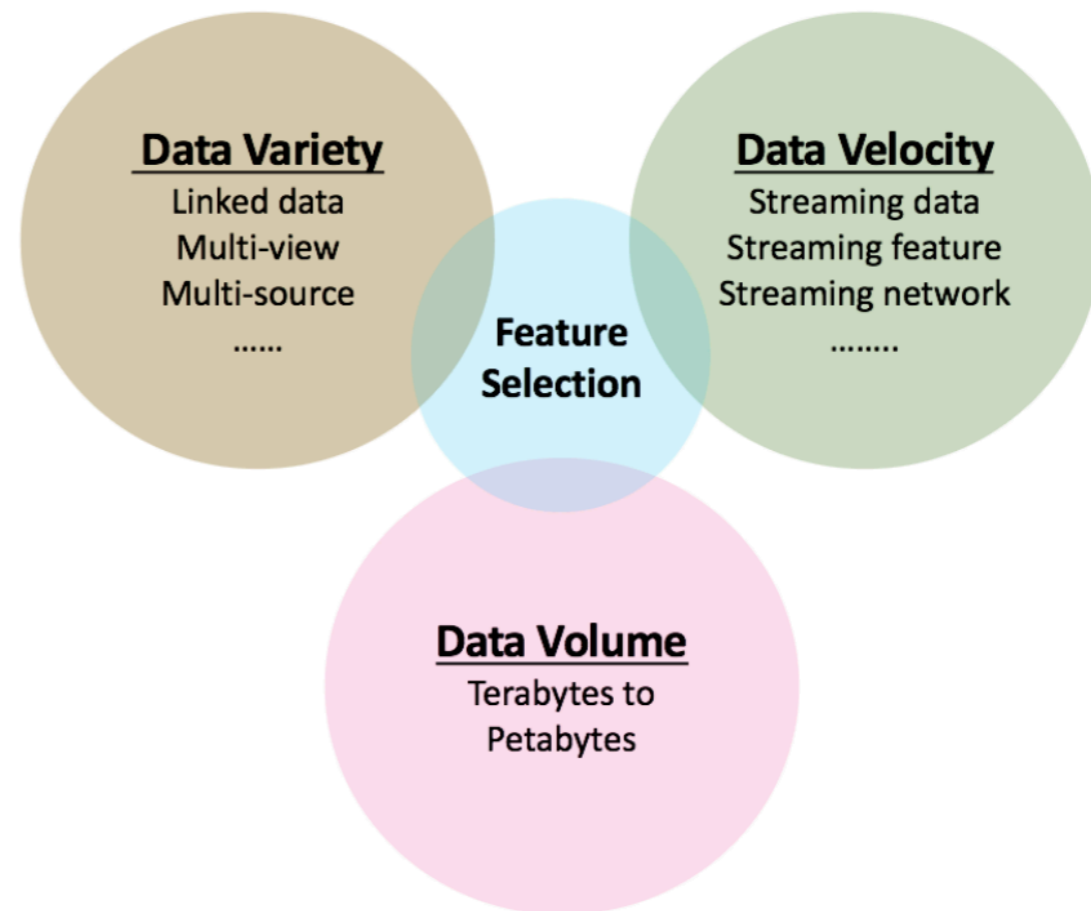 Data Variety
Linked data
Multi-view
Multi-source
......
Data Velocity
Streaming data
Streaming feature
Streaming network
........
Feature
Selection
Data Volume
Terabytes to
Petabytes